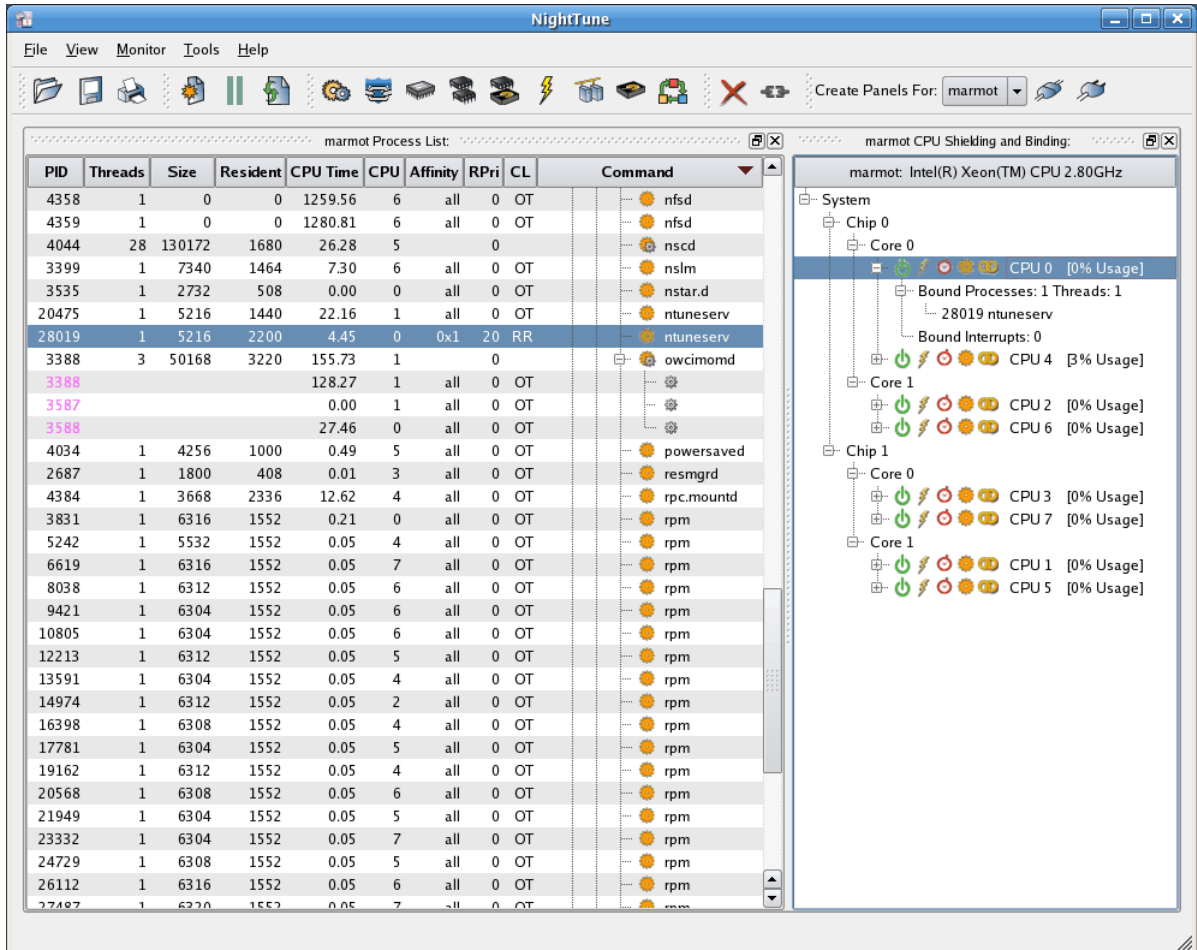 NightTune
File View Monitor Tools Help
Create Panels For: marmot
marmot Process List:
PID Threads Size Resident CPU Time CPU Affinity RPri CL Command
4358 1 0 0 1259.56 6 all 0 OT nfsd
4359 1 0 0 1280.81 6 all 0 OT nfsd
4044 28 130172 1680 26.28 5 0 nscd
3399 1 7340 1464 7.30 6 all 0 OT nslm
3535 1 2732 508 0.00 0 all 0 OT nstar.d
20475 1 5216 1440 22.16 1 all 0 OT ntuneserv
28019 1 5216 2200 4.45 0 0x1 20 RR ntuneserv
3388 3 50168 3220 155.73 1 0 owcimomd
3388 128.27 1 all 0 OT
3587 0.00 1 all 0 OT
3588 27.46 0 all 0 OT
4034 1 4256 1000 0.49 5 all 0 OT powersaved
2687 1 1800 408 0.01 3 all 0 OT resmgrd
4384 1 3668 2336 12.62 4 all 0 OT rpc.mountd
3831 1 6316 1552 0.21 0 all 0 OT rpm
5242 1 5532 1552 0.05 4 all 0 OT rpm
6619 1 6316 1552 0.05 7 all 0 OT rpm
8038 1 6312 1552 0.05 6 all 0 OT rpm
9421 1 6304 1552 0.05 6 all 0 OT rpm
10805 1 6304 1552 0.05 6 all 0 OT rpm
12213 1 6312 1552 0.05 5 all 0 OT rpm
13591 1 6304 1552 0.05 4 all 0 OT rpm
14974 1 6312 1552 0.05 2 all 0 OT rpm
16398 1 6308 1552 0.05 4 all 0 OT rpm
17781 1 6304 1552 0.05 5 all 0 OT rpm
19162 1 6312 1552 0.05 4 all 0 OT rpm
20568 1 6308 1552 0.05 6 all 0 OT rpm
21949 1 6304 1552 0.05 5 all 0 OT rpm
23332 1 6304 1552 0.05 7 all 0 OT rpm
24729 1 6308 1552 0.05 5 all 0 OT rpm
26112 1 6316 1552 0.05 6 all 0 OT rpm
27487 1 6320 1552 0.05 7 all 0 OT rpm
marmot CPU Shielding and Binding:
marmot: Intel(R) Xeon(TM) CPU 2.80GHz
System
Chip 0
Core 0
CPU 0 [0% Usage]
Bound Processes: 1 Threads: 1
28019 ntuneserv
Bound Interrupts: 0
CPU 4 [3% Usage]
Core 1
CPU 2 [0% Usage]
CPU 6 [0% Usage]
Chip 1
Core 0
CPU 3 [0% Usage]
CPU 7 [0% Usage]
Core 1
CPU 1 [0% Usage]
CPU 5 [0% Usage]